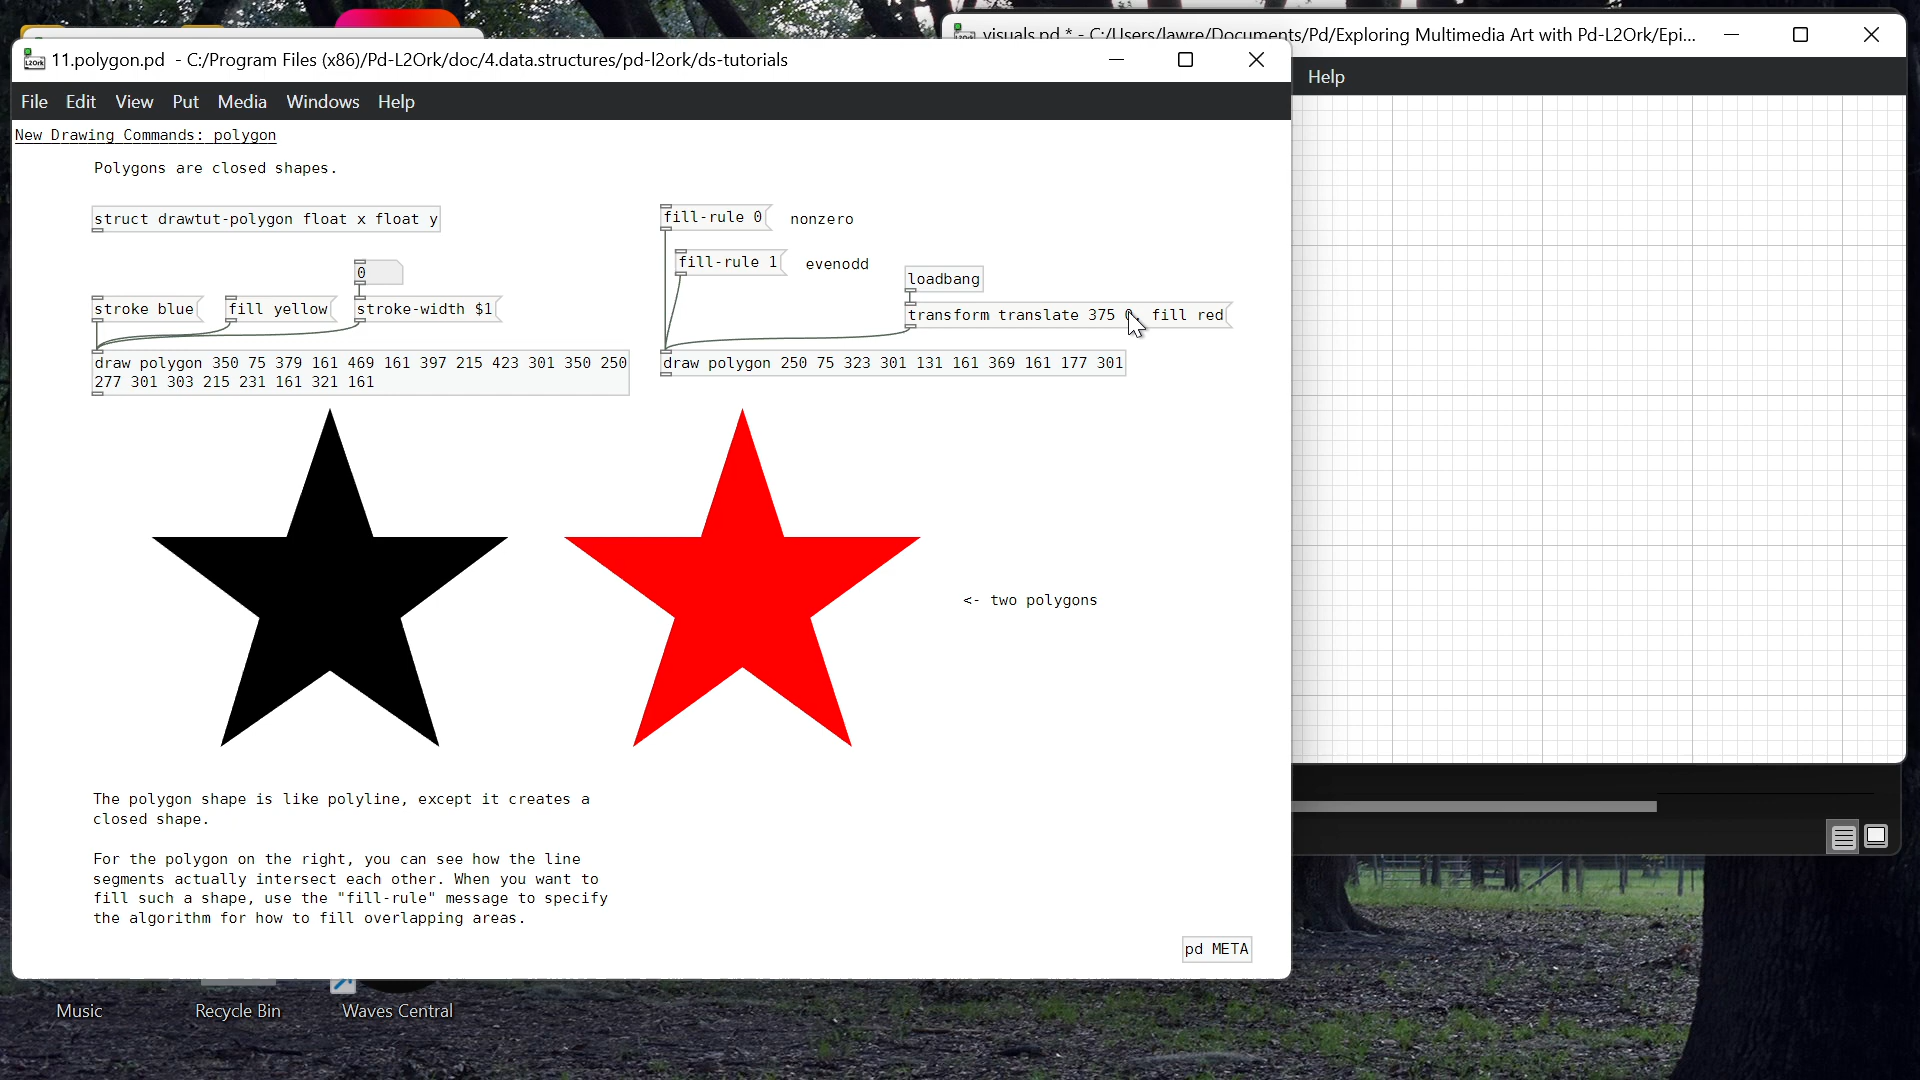 visuals.pd * - C:/Users/lawre/Documents/Pd/Exploring Multimedia Art with Pd-L2Ork/Epi...
Help
11.polygon.pd - C:/Program Files (x86)/Pd-L2Ork/doc/4.data.structures/pd-l2ork/ds-tutorials
File Edit View Put Media Windows Help
New Drawing Commands: polygon
Polygons are closed shapes.
struct drawtut-polygon float x float y
fill-rule 0 nonzero
fill-rule 1 evenodd
0
loadbang
stroke blue fill yellow stroke-width $1
transform translate 375 0, fill red
draw polygon 350 75 379 161 469 161 397 215 423 301 350 250
277 301 303 215 231 161 321 161
draw polygon 250 75 323 301 131 161 369 161 177 301
<- two polygons
The polygon shape is like polyline, except it creates a
closed shape.
For the polygon on the right, you can see how the line
segments actually intersect each other. When you want to
fill such a shape, use the "fill-rule" message to specify
the algorithm for how to fill overlapping areas.
pd META
Music
Recycle Bin
Waves Central